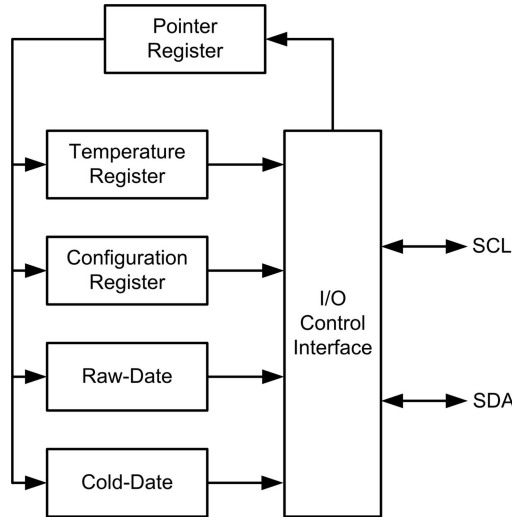 Pointer
Register
Temperature
Register
Configuration
Register
Raw-Date
Cold-Date
I/O
Control
Interface
SCL
SDA